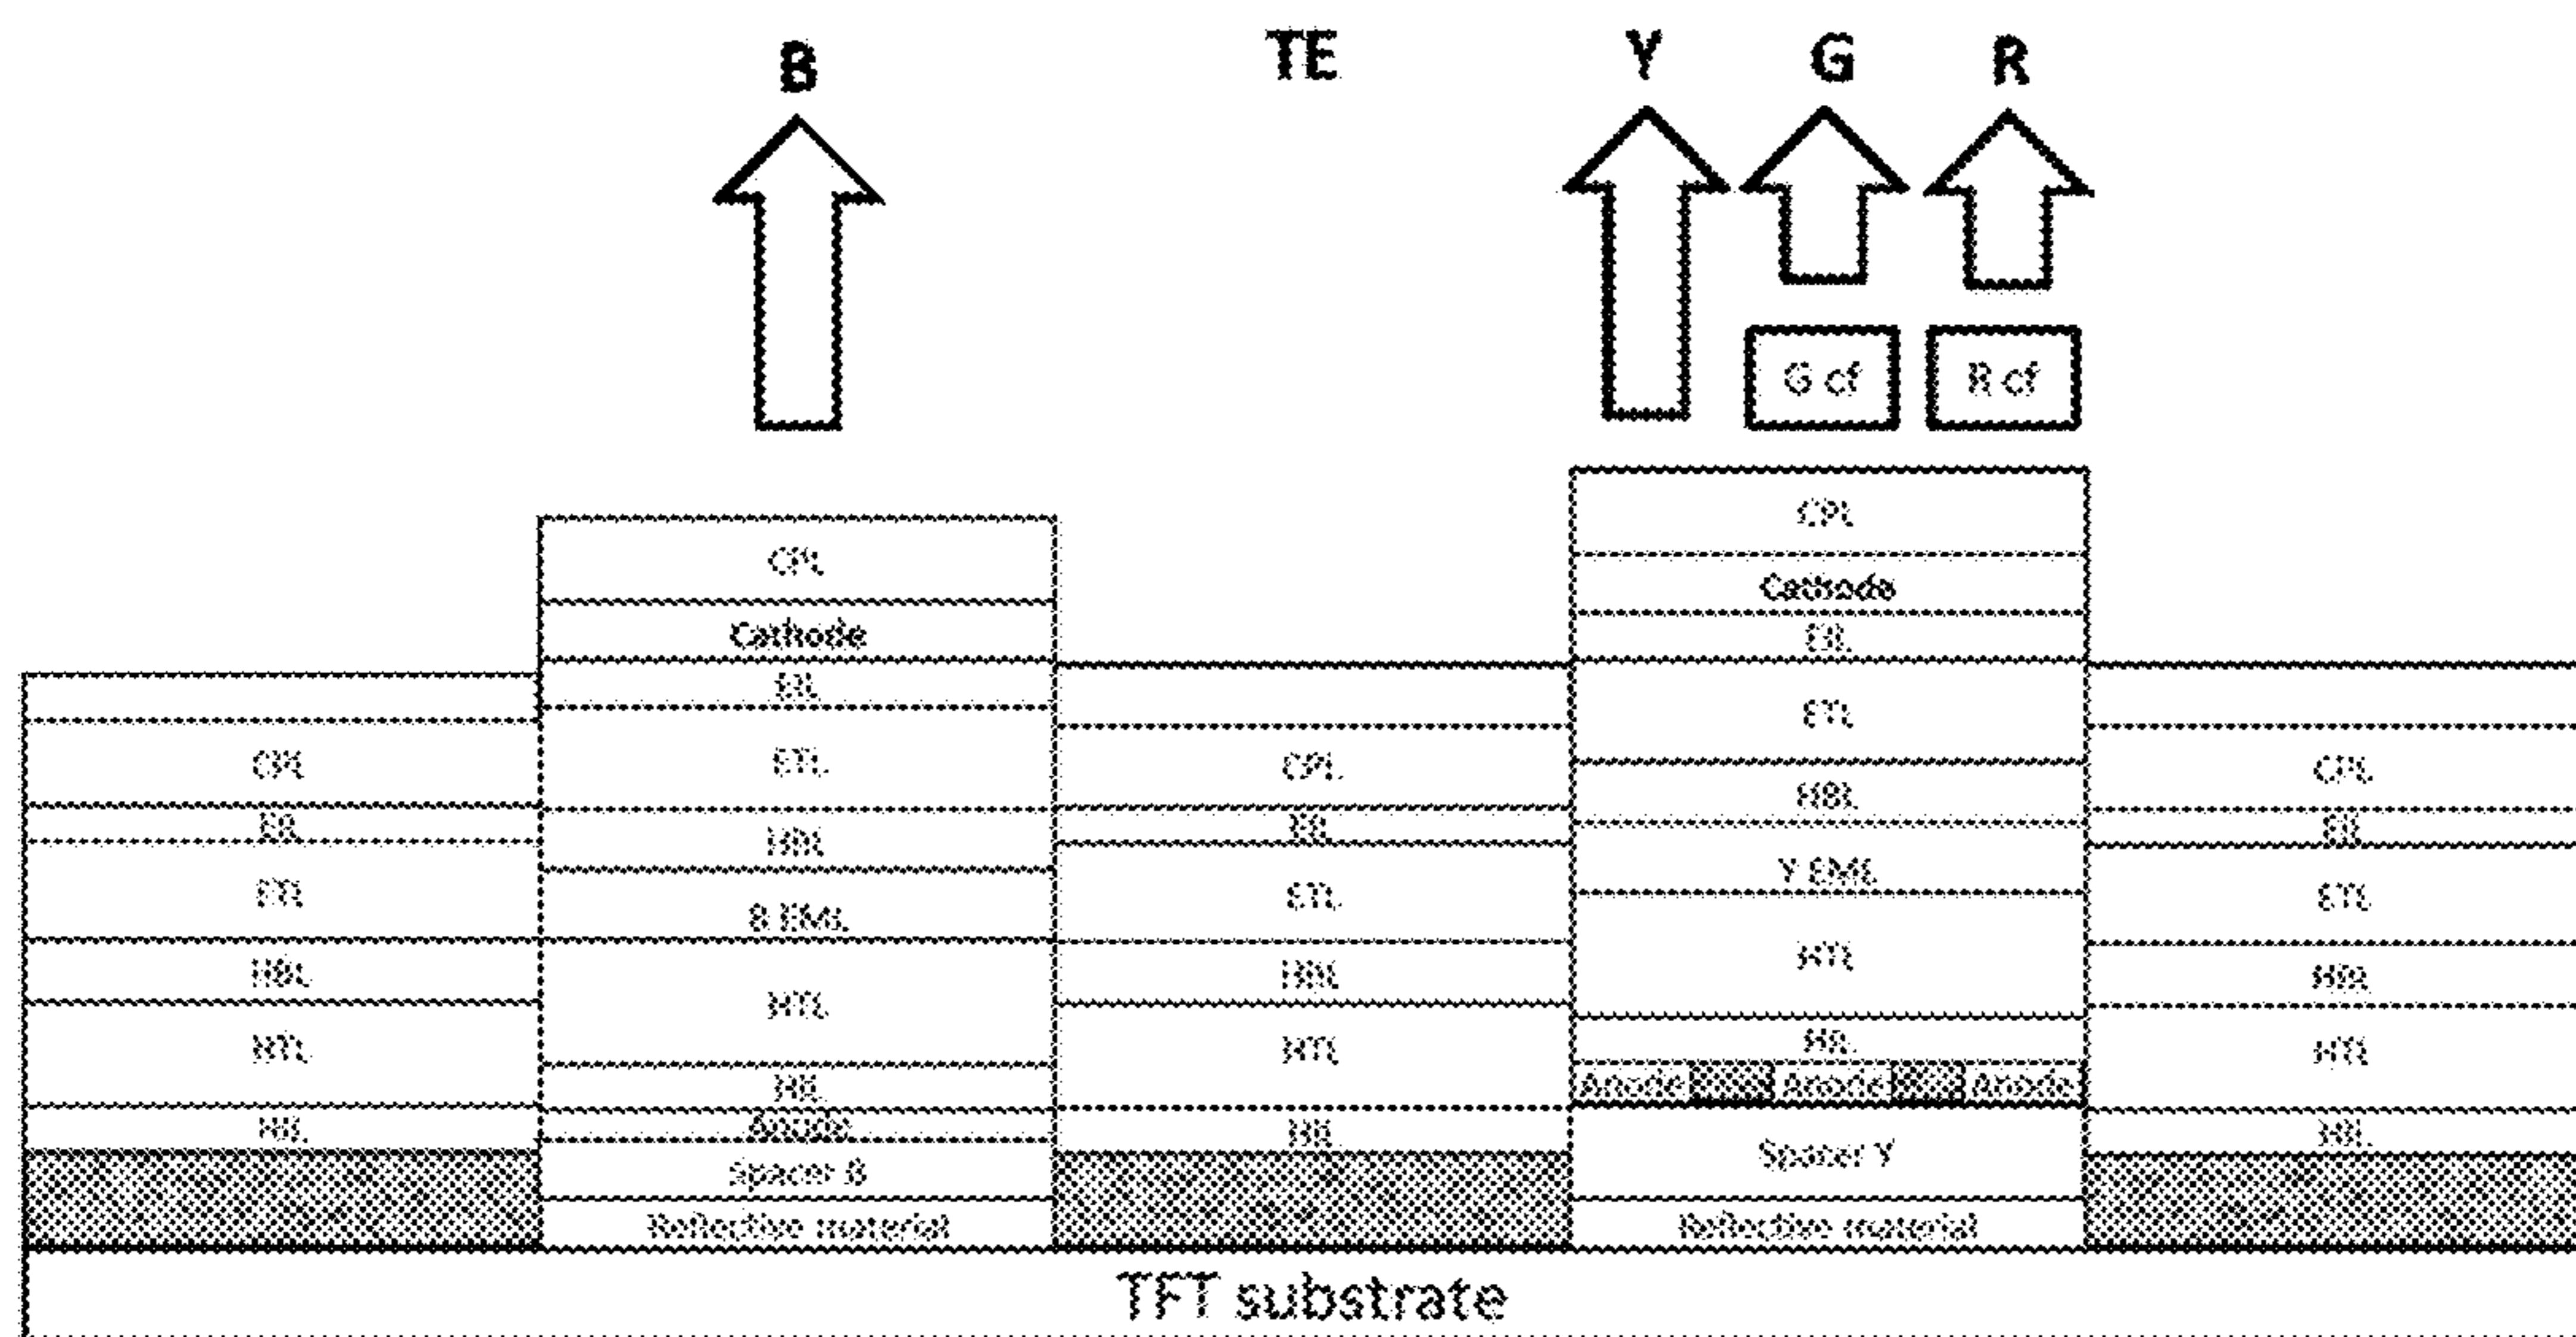 B
TE
Y
G
R
G cf
R cf
CPL
Cathode
EIL
ETL
HBL
Y EML
HTL
HIL
Anode
Anode
Anode
Spacer Y
Reflective material
CPL
Cathode
EIL
ETL
HBL
B EML
HTL
HIL
Anode
Spacer B
Reflective material
CPL
EIL
ETL
HBL
HTL
HIL
CPL
EIL
ETL
HBL
HTL
HIL
CPL
EIL
ETL
HBL
HTL
HIL
TFT substrate